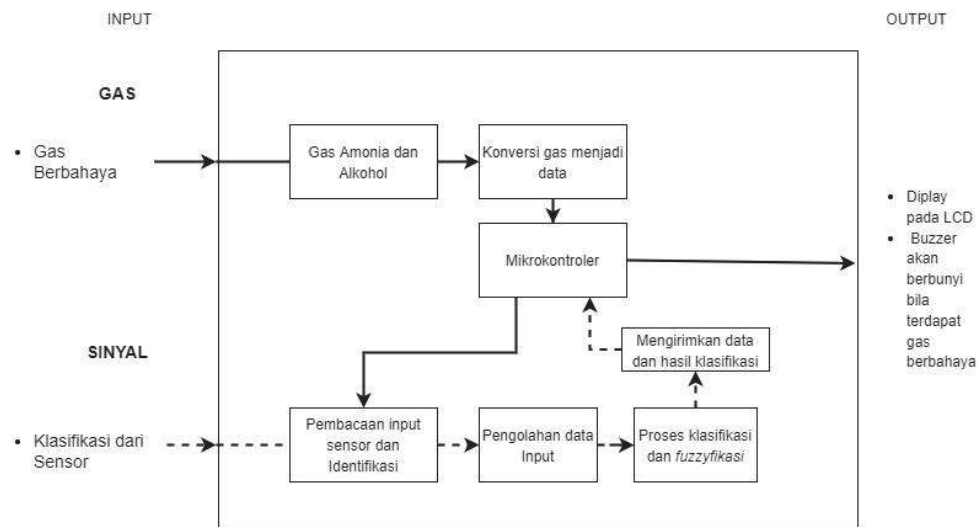 INPUT
OUTPUT
GAS
• Gas
Berbahaya
Gas Amonia dan
Alkohol
Konversi gas menjadi
data
Mikrokontroler
• Diplay
pada LCD
• Buzzer
akan
berbunyi
bila
terdapat
gas
berbahaya
SINYAL
Mengirimkan data
dan hasil klasifikasi
• Klasifikasi dari
Sensor
Pembacaan input
sensor dan
Identifikasi
Pengolahan data
Input
Proses klasifikasi
dan fuzzyfikasi